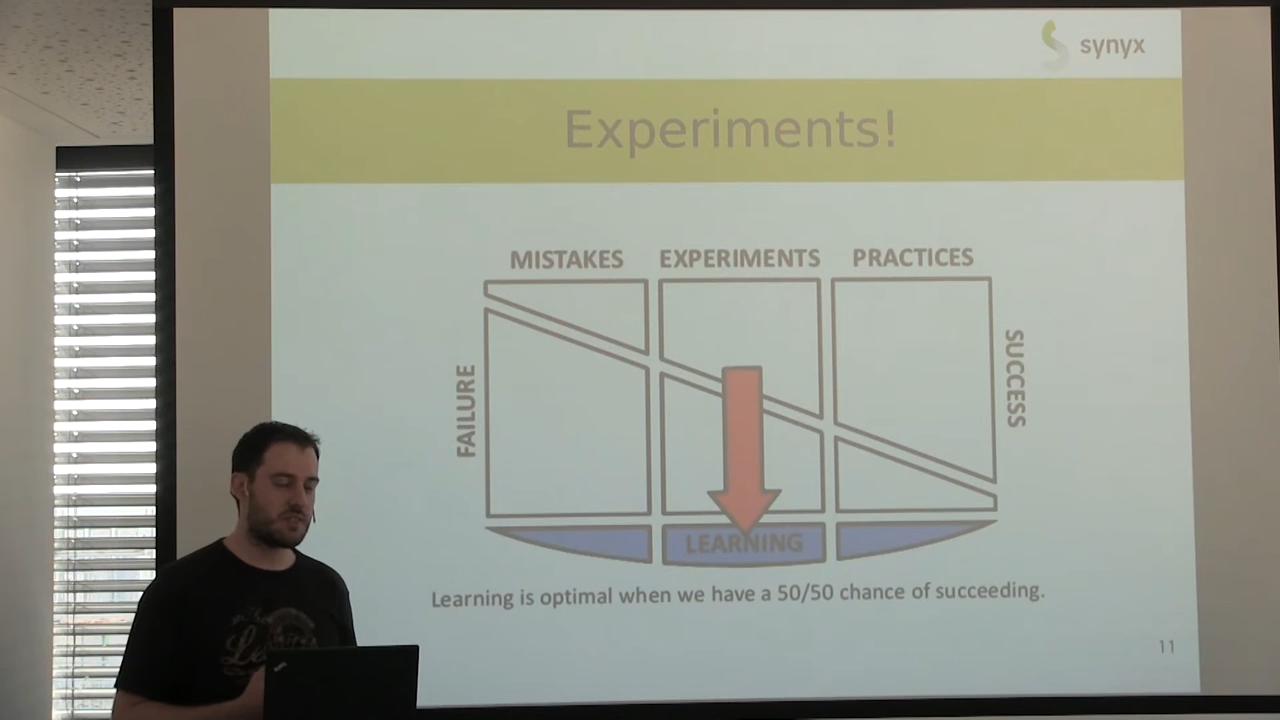 synyx
Experiments!
MISTAKES EXPERIMENTS PRACTICES
FAILURE
SUCCESS
LEARNING
Learning is optimal when we have a 50/50 chance of succeeding.
11